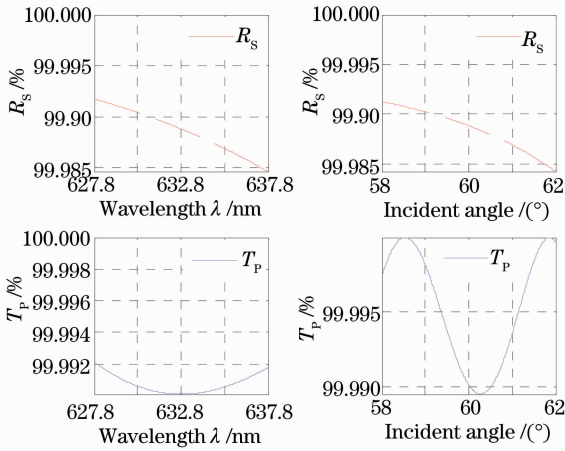 100.000
R_S
99.995
R_S /%
99.90
99.985
627.8 632.8 637.8
Wavelength λ /nm
100.000
R_S
99.995
R_S /%
99.90
99.985
58 60 62
Incident angle /(°)
100.000
T_P
99.998
99.996
T_P /%
99.994
99.992
627.8 632.8 637.8
Wavelength λ /nm
T_P
99.995
T_P /%
99.990
58 60 62
Incident angle /(°)